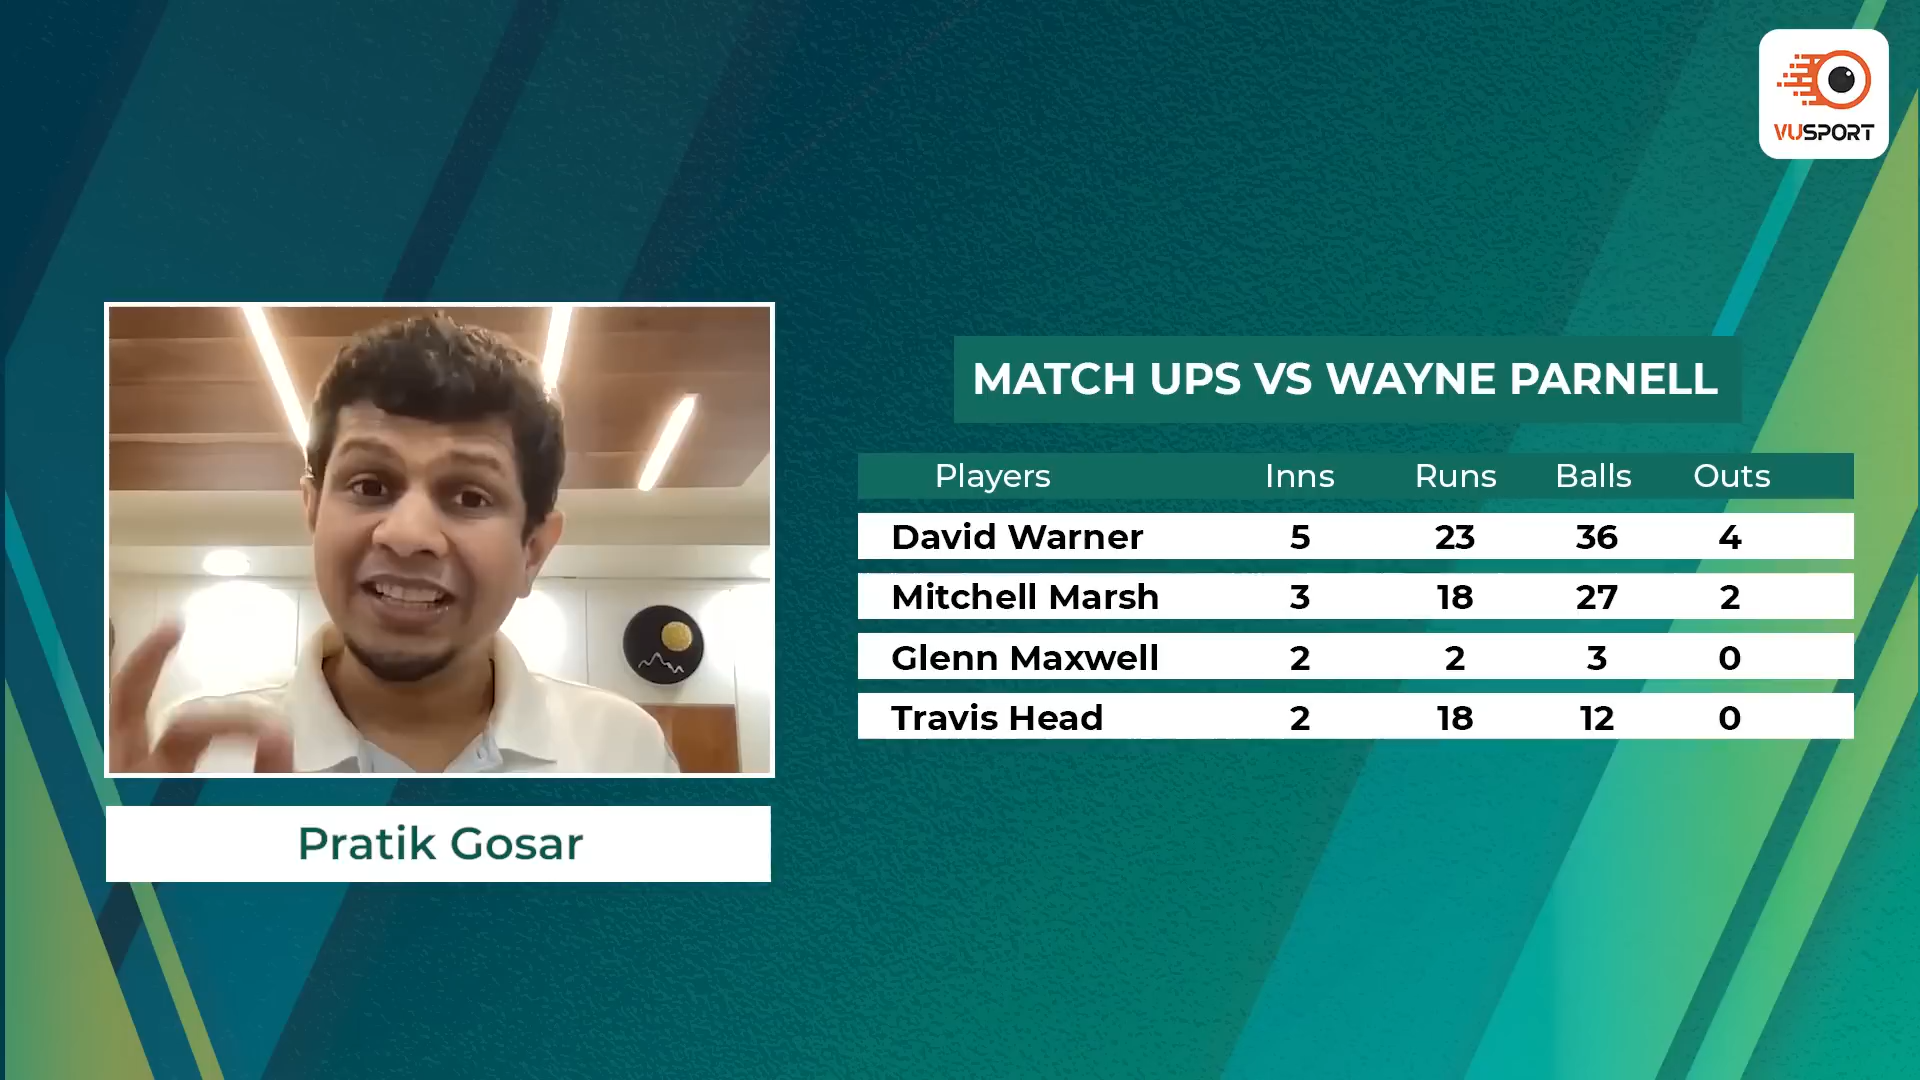 VUSPORT
MATCH UPS VS WAYNE PARNELL
Players Inns Runs Balls Outs
David Warner 5 23 36 4
Mitchell Marsh 3 18 27 2
Glenn Maxwell 2 2 3 0
Travis Head 2 18 12 0
Pratik Gosar